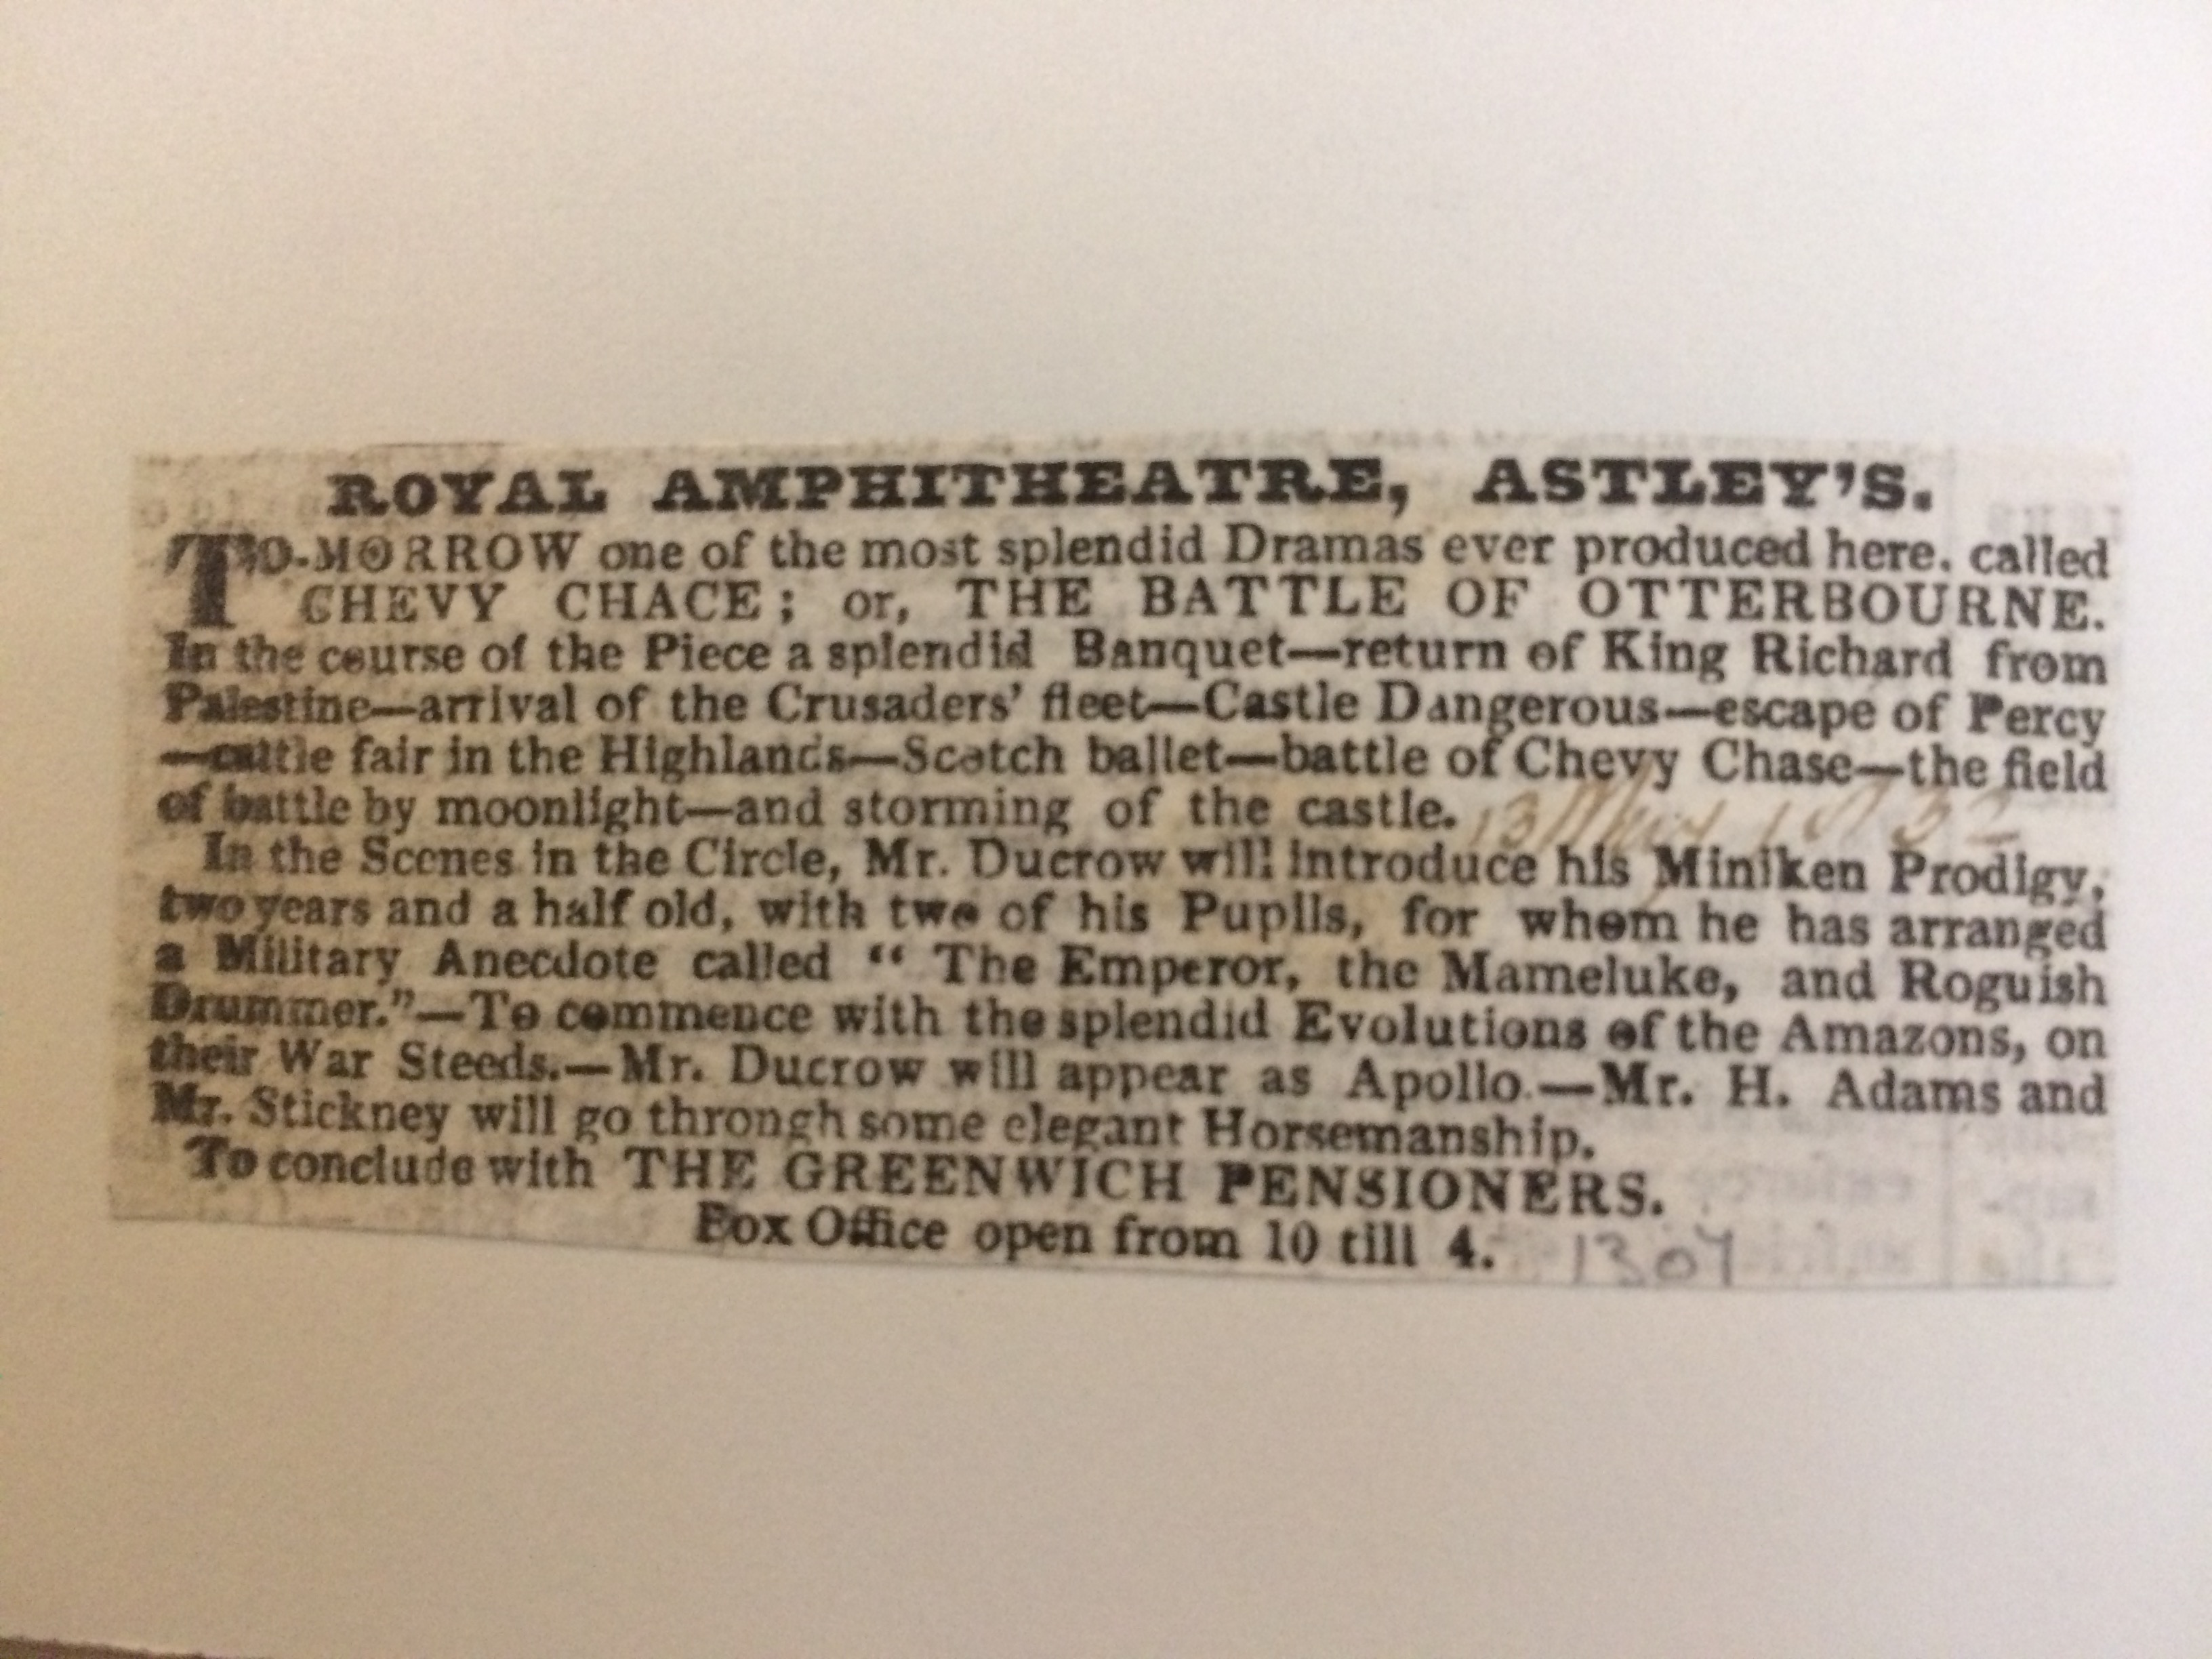 ROYAL AMPHITHEATRE, ASTLEY'S.
TO-MORROW one of the most splendid Dramas ever produced here. called
CHEVY CHACE; or, THE BATTLE OF OTTERBOURNE.
In the course of the Piece a splendid Banquet—return of King Richard from
Palestine—arrival of the Crusaders' fleet—Castle Dangerous—escape of Percy
—cattle fair in the Highlands—Scotch ballet—battle of Chevy Chase—the field
of battle by moonlight—and storming of the castle. 13 May 1832
In the Scenes in the Circle, Mr. Ducrow will introduce his Miniken Prodigy,
two years and a half old, with two of his Pupils, for whom he has arranged
a Military Anecdote called “ The Emperor, the Mameluke, and Roguish
Drummer.”—To commence with the splendid Evolutions of the Amazons, on
their War Steeds.—Mr. Ducrow will appear as Apollo.—Mr. H. Adams and
Mr. Stickney will go throngh some elegant Horsemanship.
To conclude with THE GREENWICH PENSIONERS.
Box Office open from 10 till 4. 1307